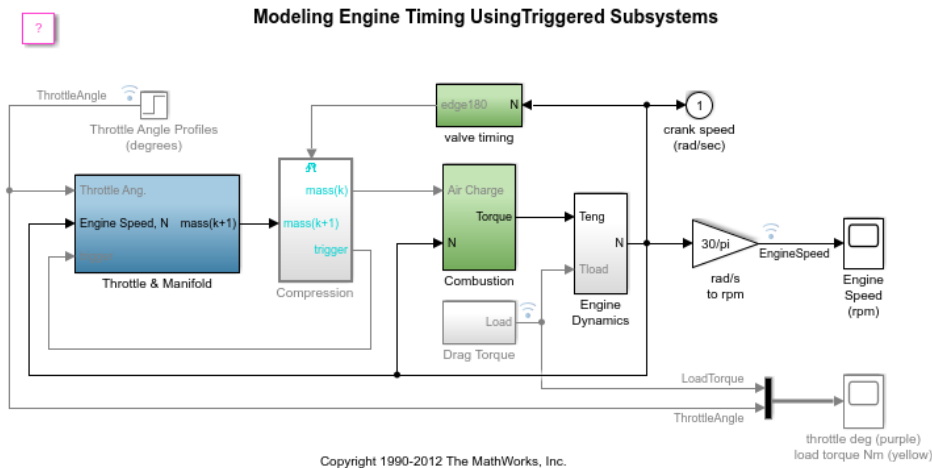 Modeling Engine Timing UsingTriggered Subsystems
?
ThrottleAngle
Throttle Angle Profiles
(degrees)
edge180
N
valve timing
1
crank speed
(rad/sec)
Throttle Ang.
Engine Speed, N
mass(k+1)
Throttle & Manifold
mass(k)
mass(k+1)
trigger
Compression
Air Charge
Torque
N
Combustion
Teng
N
Tload
Engine
Dynamics
30/pi
rad/s
to rpm
EngineSpeed
Engine
Speed
(rpm)
Load
Drag Torque
LoadTorque
ThrottleAngle
throttle deg (purple)
load torque Nm (yellow)
Copyright 1990-2012 The MathWorks, Inc.